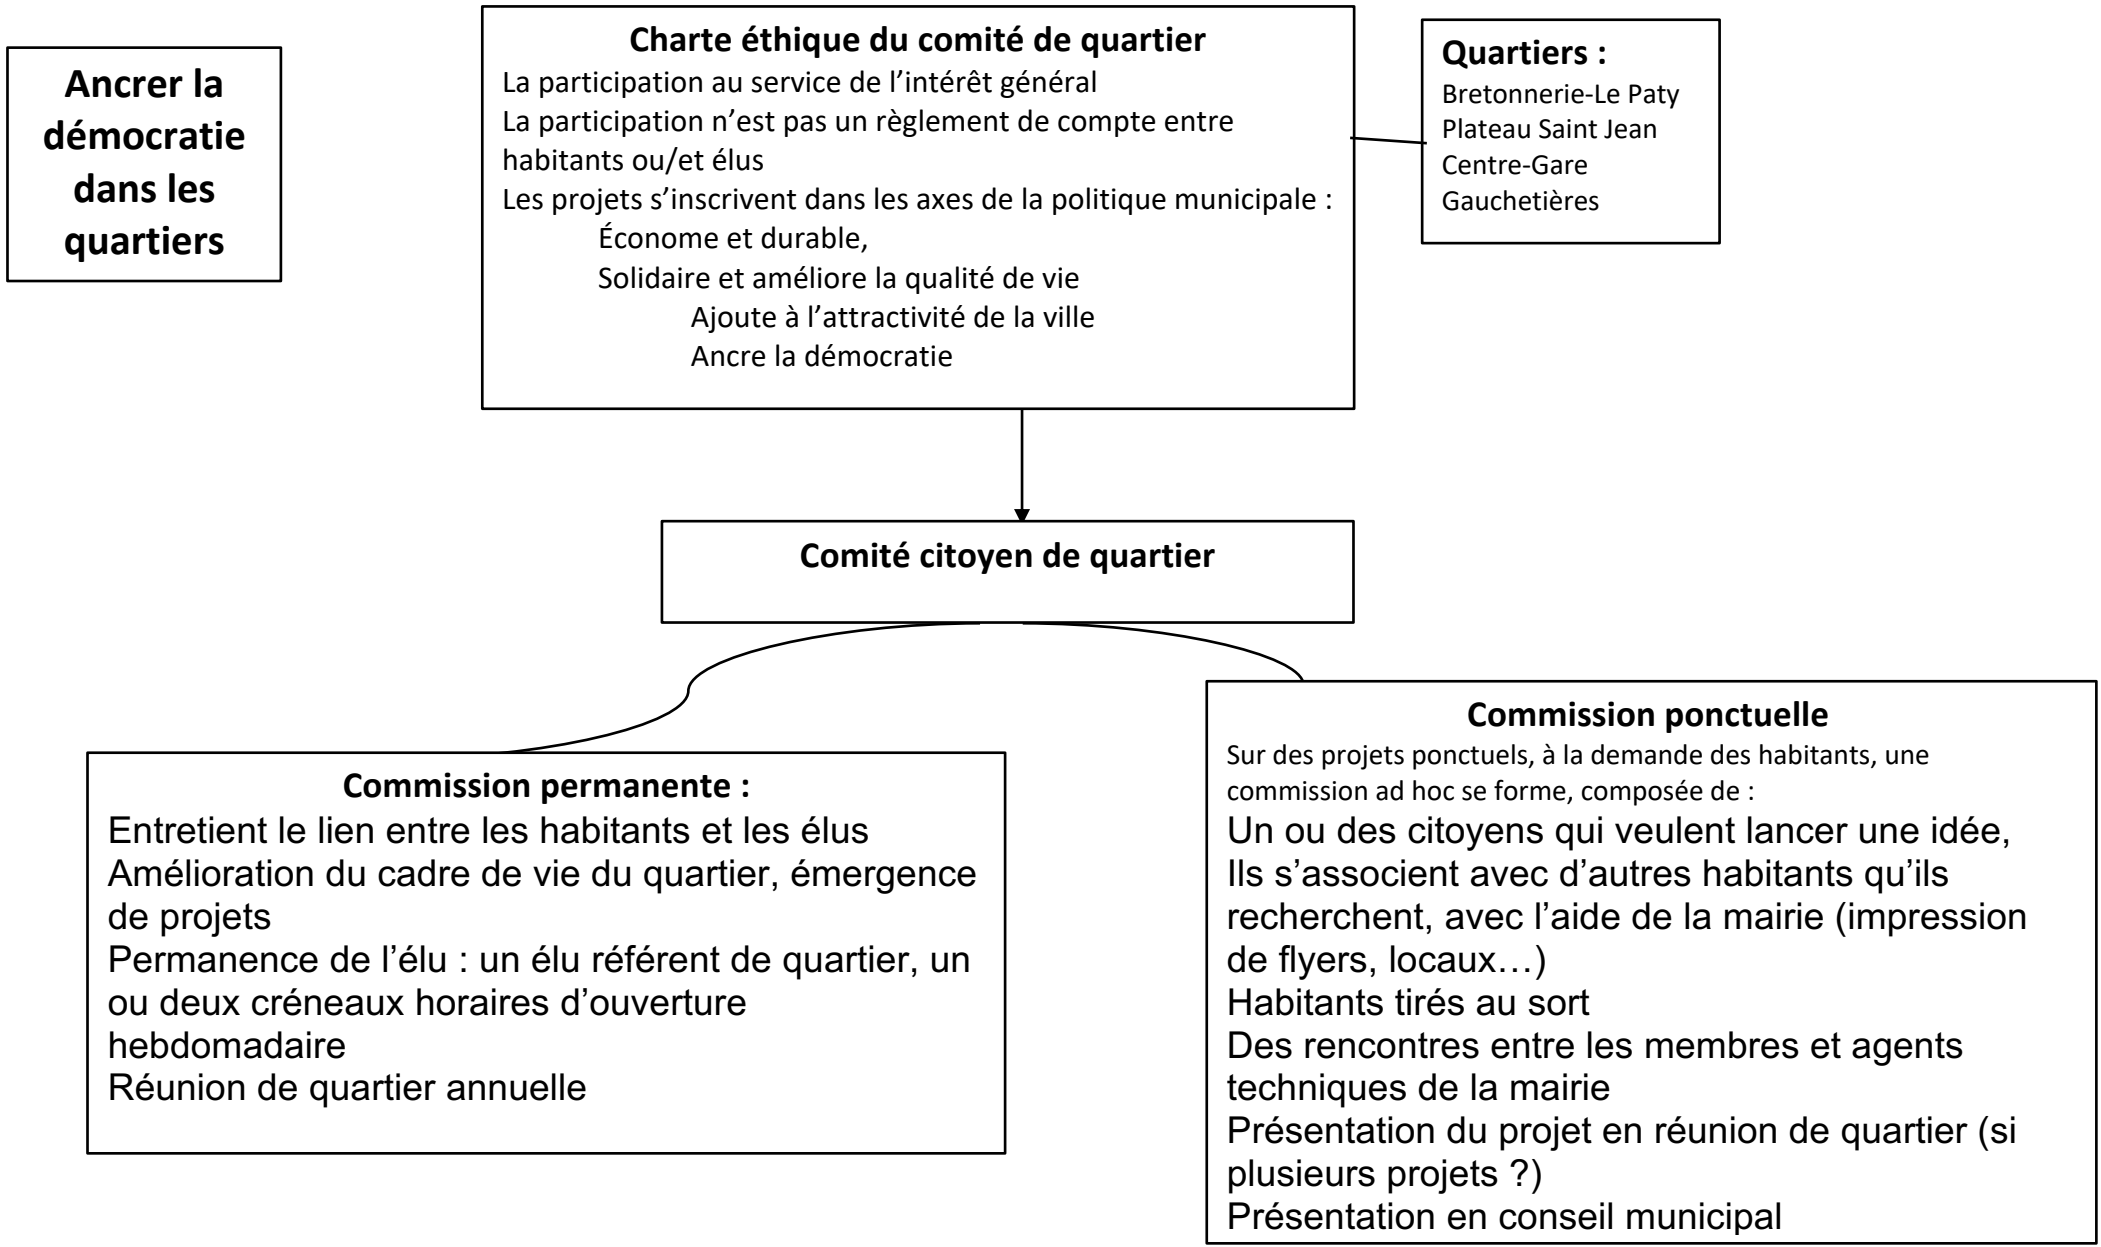 Ancrer la
démocratie
dans les
quartiers
Charte éthique du comité de quartier
La participation au service de l’intérêt général
La participation n’est pas un règlement de compte entre
habitants ou/et élus
Les projets s’inscrivent dans les axes de la politique municipale :
Économe et durable,
Solidaire et améliore la qualité de vie
Ajoute à l’attractivité de la ville
Ancre la démocratie
Quartiers :
Bretonnerie-Le Paty
Plateau Saint Jean
Centre-Gare
Gauchetières
Comité citoyen de quartier
Commission permanente :
Entretient le lien entre les habitants et les élus
Amélioration du cadre de vie du quartier, émergence
de projets
Permanence de l’élu : un élu référent de quartier, un
ou deux créneaux horaires d’ouverture
hebdomadaire
Réunion de quartier annuelle
Commission ponctuelle
Sur des projets ponctuels, à la demande des habitants, une
commission ad hoc se forme, composée de :
Un ou des citoyens qui veulent lancer une idée,
Ils s’associent avec d’autres habitants qu’ils
recherchent, avec l’aide de la mairie (impression
de flyers, locaux…)
Habitants tirés au sort
Des rencontres entre les membres et agents
techniques de la mairie
Présentation du projet en réunion de quartier (si
plusieurs projets ?)
Présentation en conseil municipal